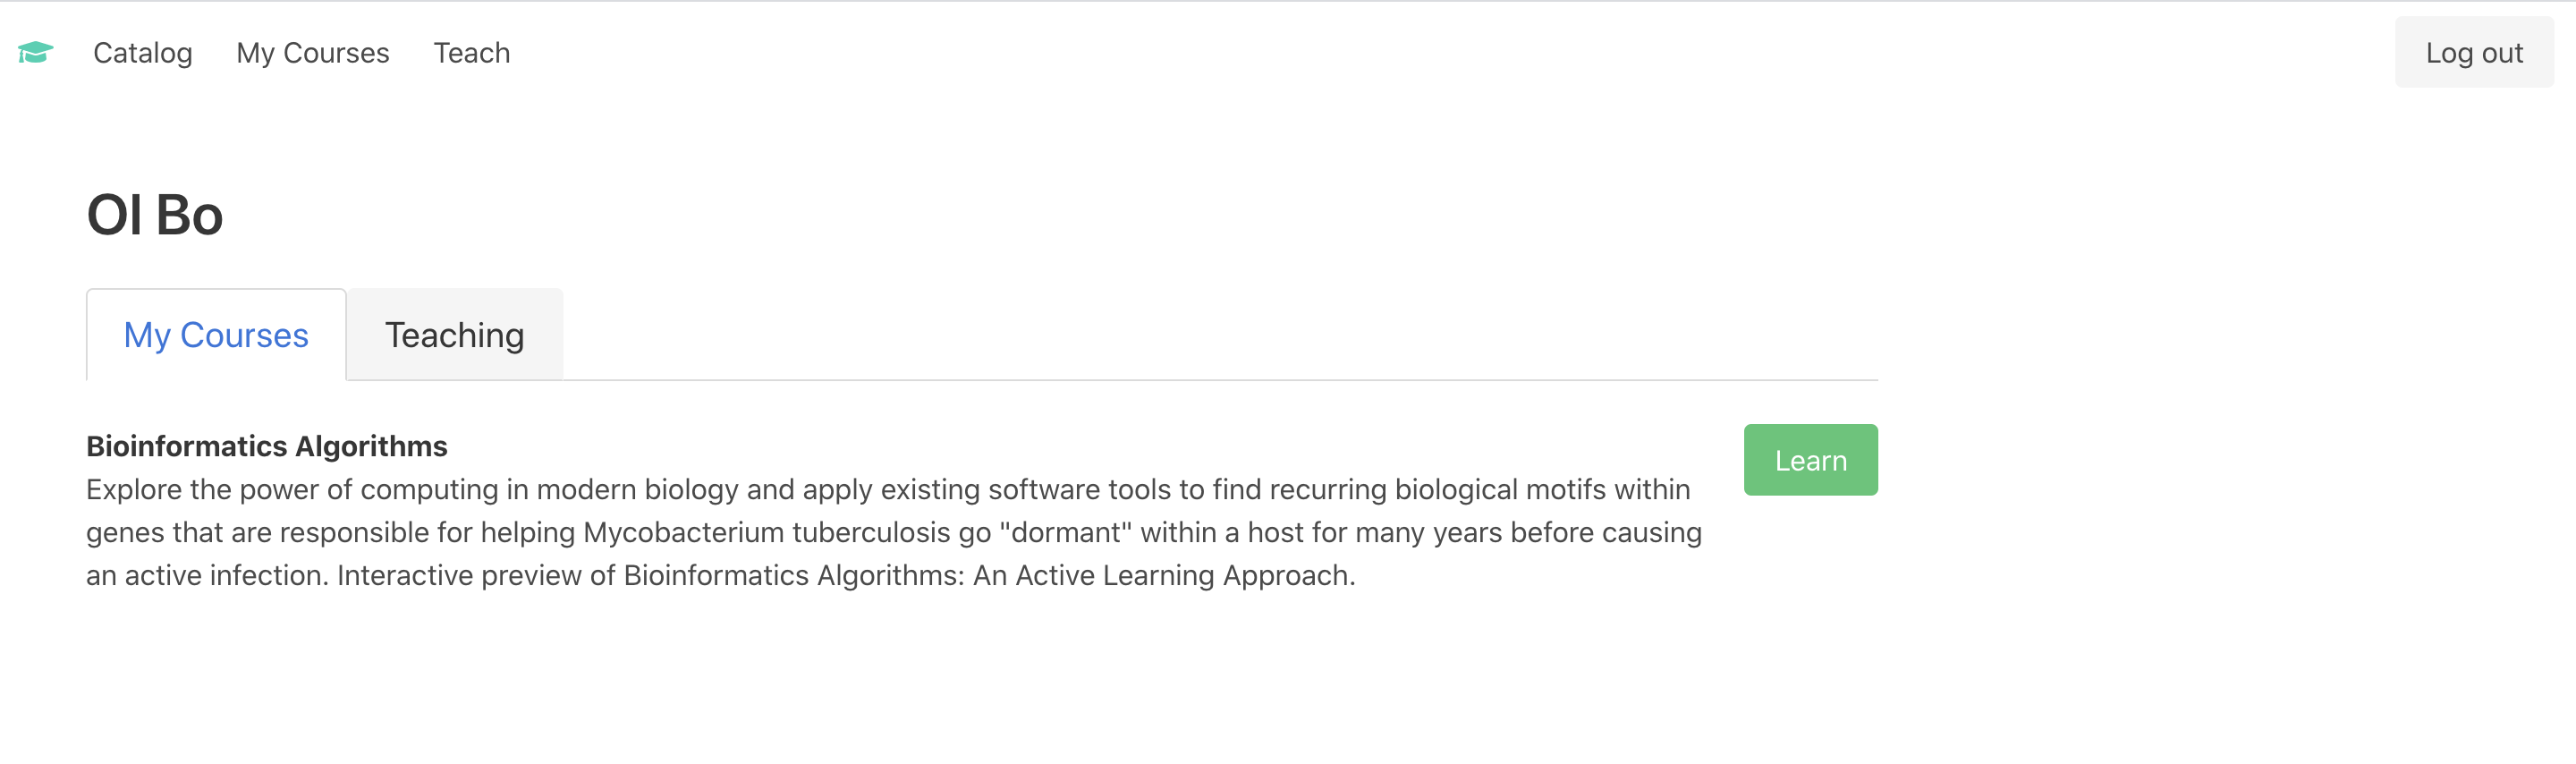 Catalog My Courses Teach Log out
Ol Bo
My Courses Teaching
Bioinformatics Algorithms
Learn
Explore the power of computing in modern biology and apply existing software tools to find recurring biological motifs within
genes that are responsible for helping Mycobacterium tuberculosis go "dormant" within a host for many years before causing
an active infection. Interactive preview of Bioinformatics Algorithms: An Active Learning Approach.